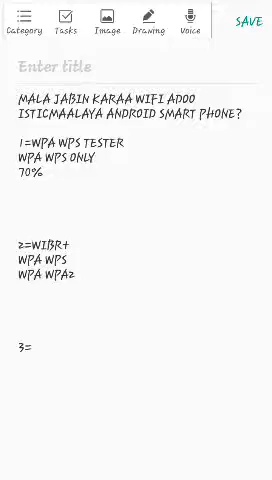 Category Tasks Image Drawing Voice SAVE
Enter title
MALA JABIN KARAA WIFI ADOO
ISTICMAALAYA ANDROID SMART PHONE?
1=WPA WPS TESTER
WPA WPS ONLY
70%
2=WIBR+
WPA WPS
WPA WPA2
3=